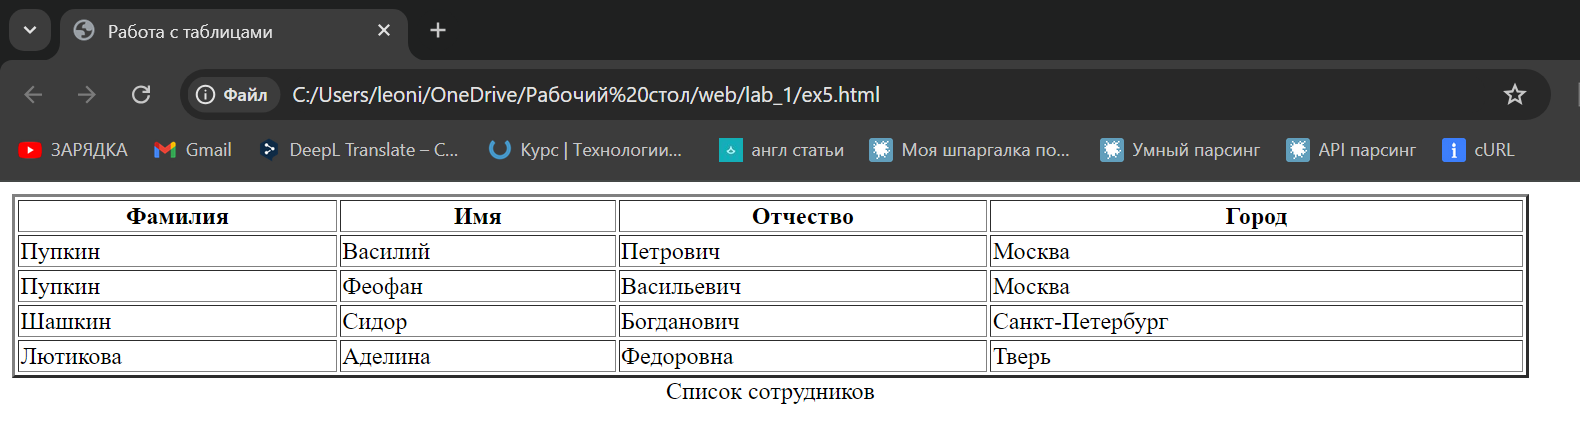 Работа с таблицами
Файл C:/Users/leoni/OneDrive/Рабочий%20стол/web/lab_1/ex5.html
ЗАРЯДКА Gmail DeepL Translate – C... Курс | Технологии... англ статьи Моя шпаргалка по... Умный парсинг API парсинг cURL
Фамилия Имя Отчество Город
Пупкин Василий Петрович Москва
Пупкин Феофан Васильевич Москва
Шашкин Сидор Богданович Санкт-Петербург
Лютикова Аделина Федоровна Тверь
Список сотрудников